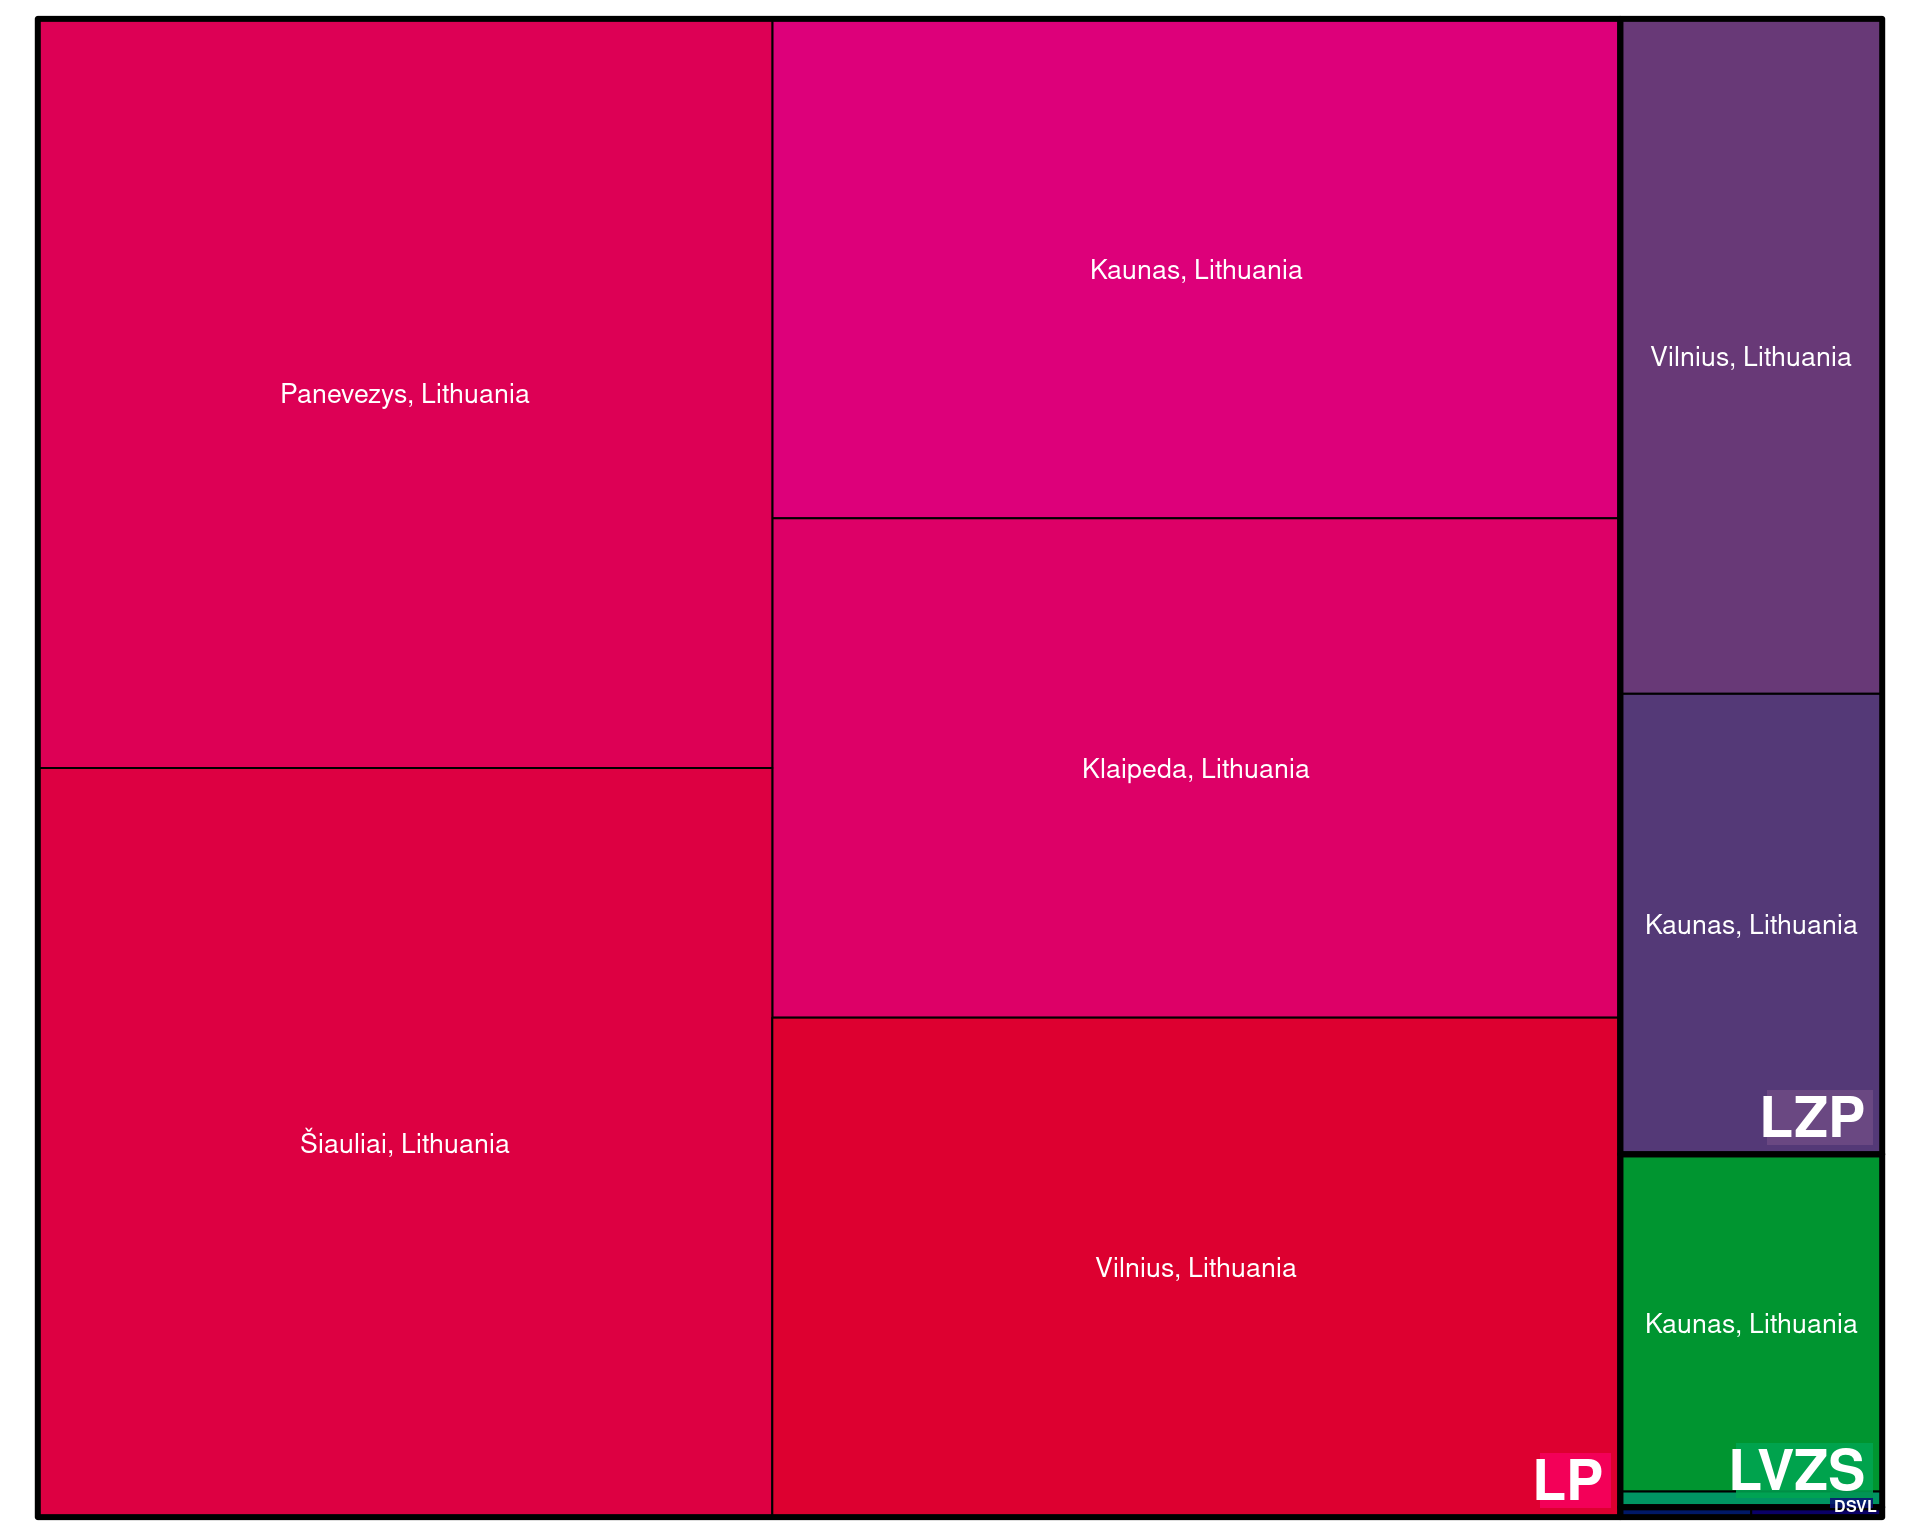 Panevezys, Lithuania
Šiauliai, Lithuania
Kaunas, Lithuania
Klaipeda, Lithuania
Vilnius, Lithuania
LP
Vilnius, Lithuania
Kaunas, Lithuania
LZP
Kaunas, Lithuania
LVZS
DSVL